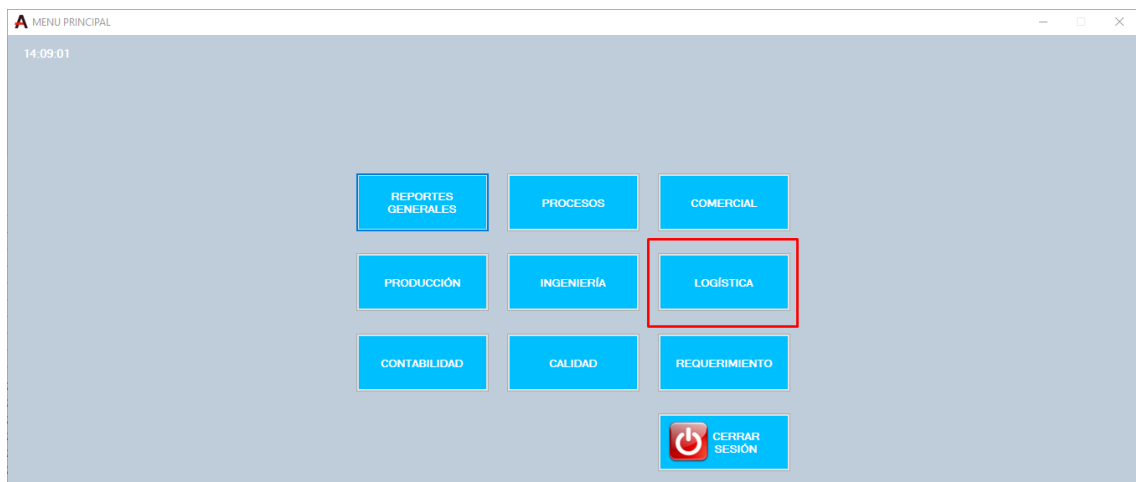 MENU PRINCIPAL
14:09:01
REPORTES
GENERALES
PROCESOS
COMERCIAL
PRODUCCIÓN
INGENIERÍA
LOGÍSTICA
CONTABILIDAD
CALIDAD
REQUERIMIENTO
CERRAR
SESIÓN